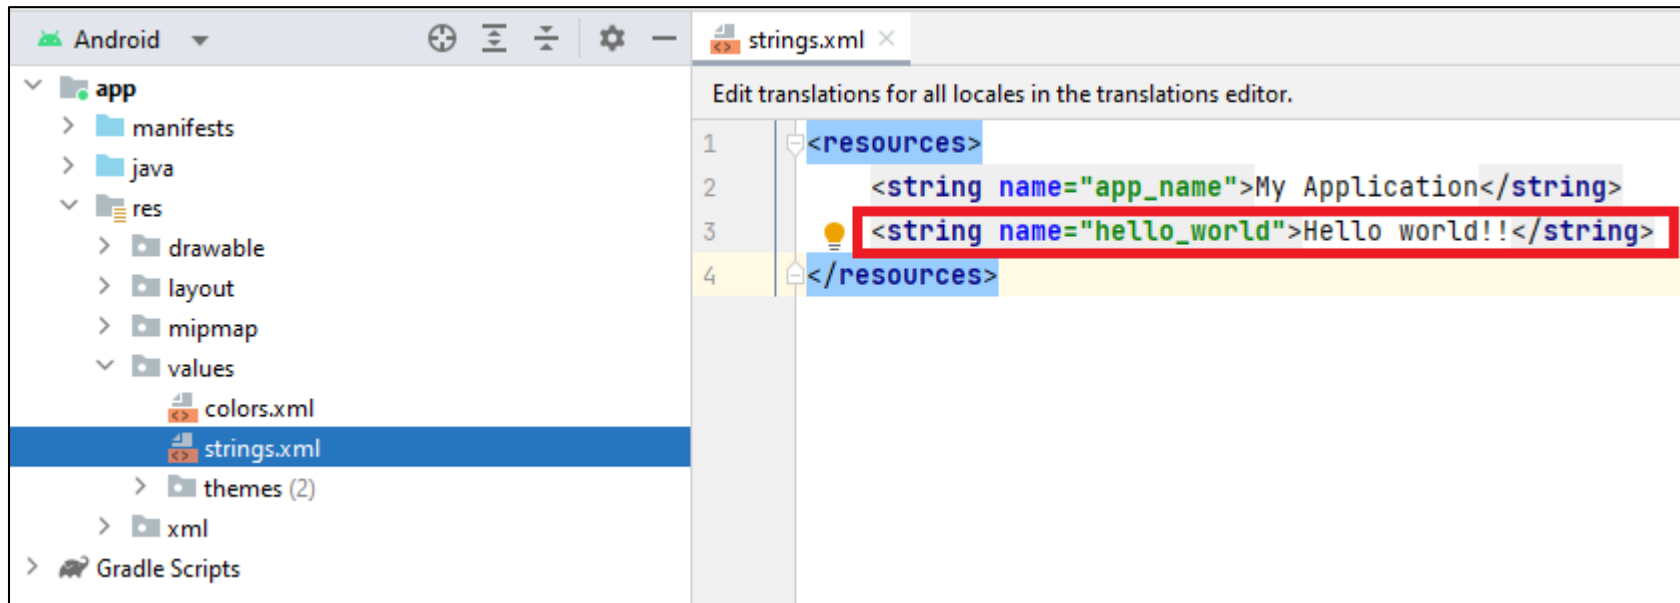 Android
app
manifests
java
res
drawable
layout
mipmap
values
colors.xml
strings.xml
themes (2)
xml
Gradle Scripts
strings.xml
Edit translations for all locales in the translations editor.
1 <resources>
2 <string name="app_name">My Application</string>
3 <string name="hello_world">Hello world!!</string>
4 </resources>